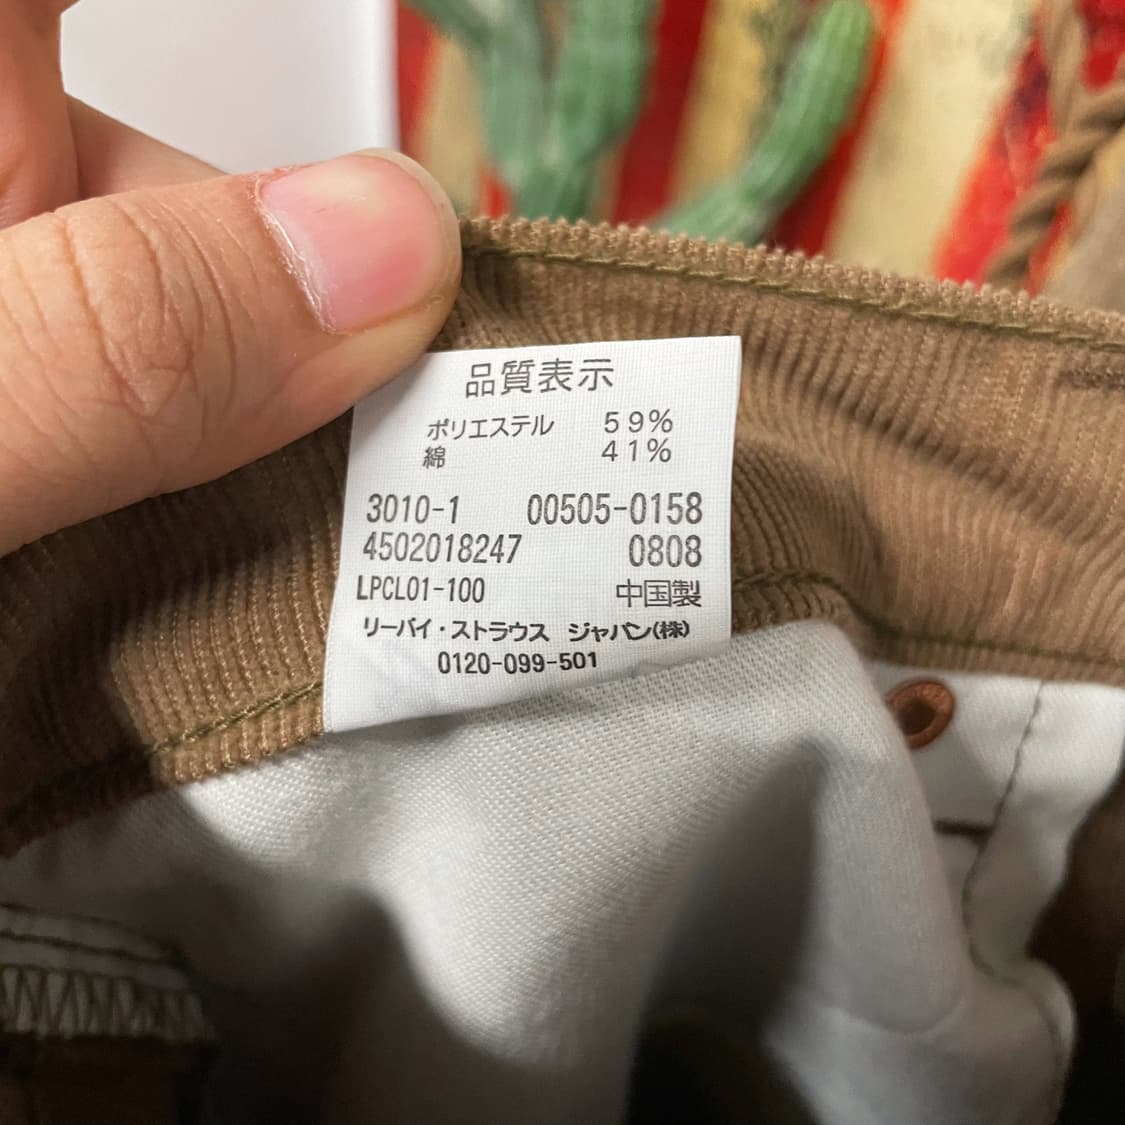 品質表示
ポリエステル 59%
綿 41%
3010-1 00505-0158
4502018247 0808
LPCL01-100 中国製
リーバイ・ストラウス ジャパン(株)
0120-099-501